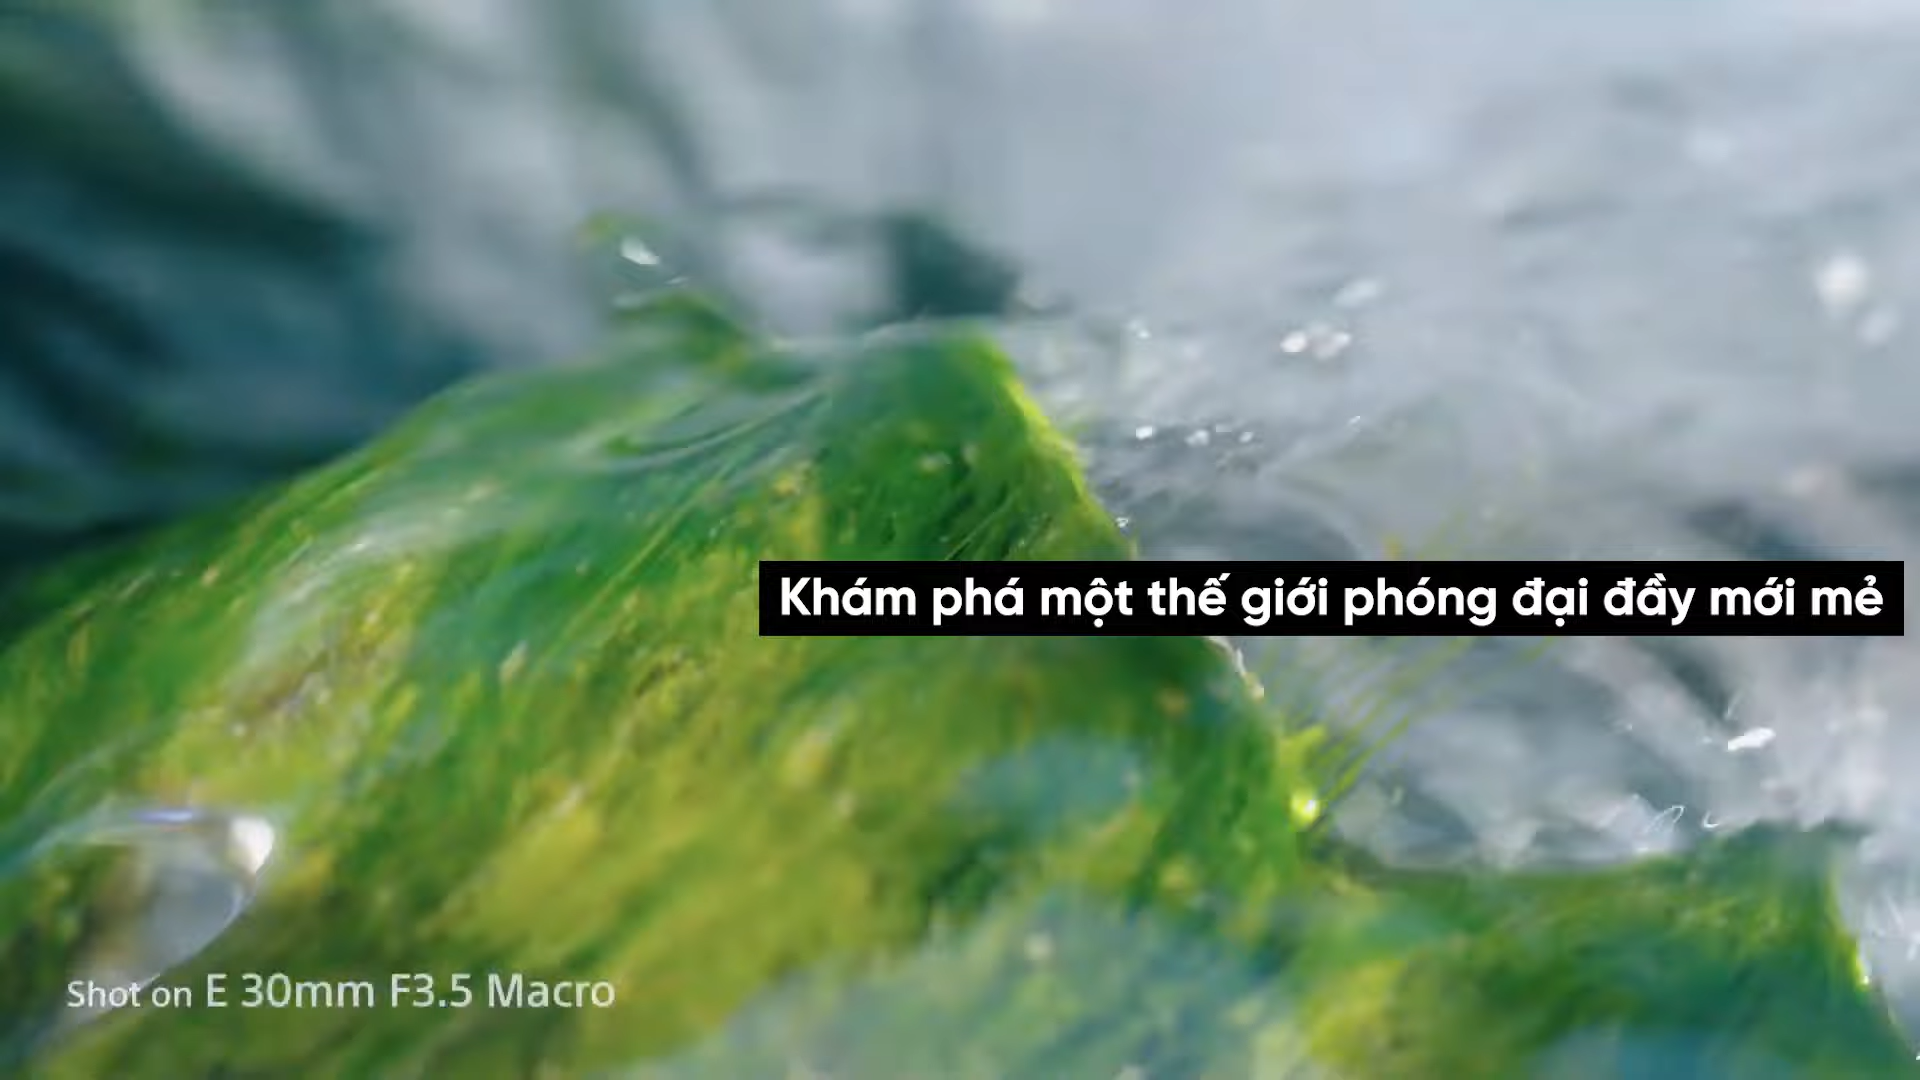 Khám phá một thế giới phóng đại đầy mới mẻ
Shot on E 30mm F3.5 Macro